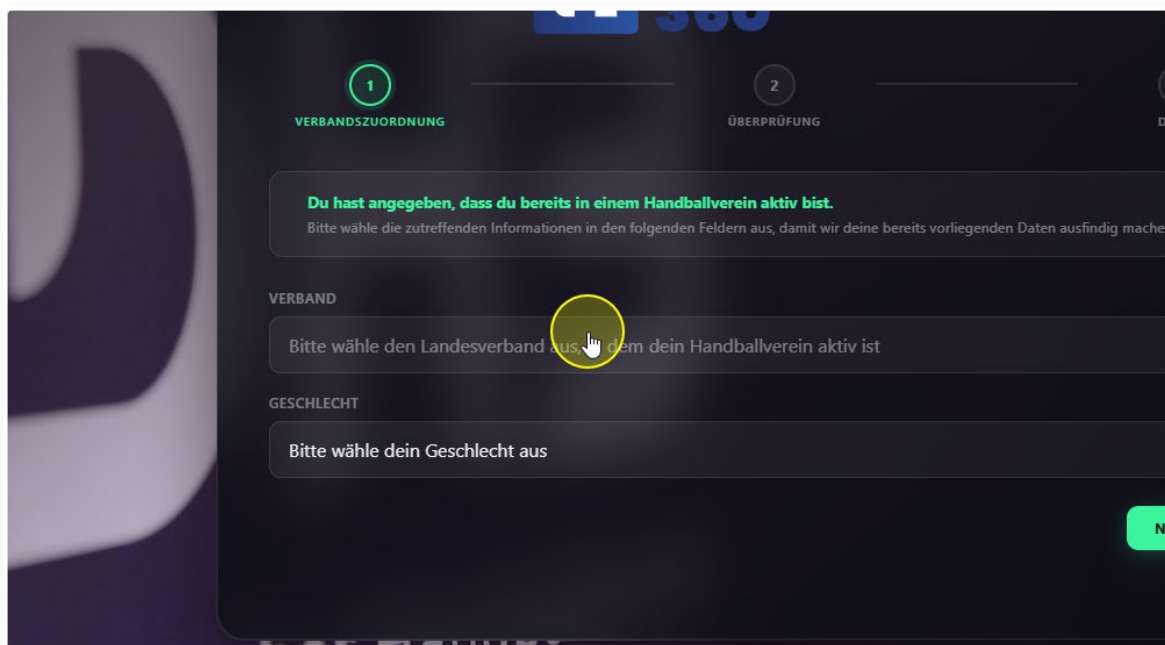 360
1
2
VERBANDSZUORDNUNG
ÜBERPRÜFUNG
Du hast angegeben, dass du bereits in einem Handballverein aktiv bist.
Bitte wähle die zutreffenden Informationen in den folgenden Feldern aus, damit wir deine bereits vorliegenden Daten ausfindig mache
VERBAND
Bitte wähle den Landesverband aus, dem dein Handballverein aktiv ist
GESCHLECHT
Bitte wähle dein Geschlecht aus
N